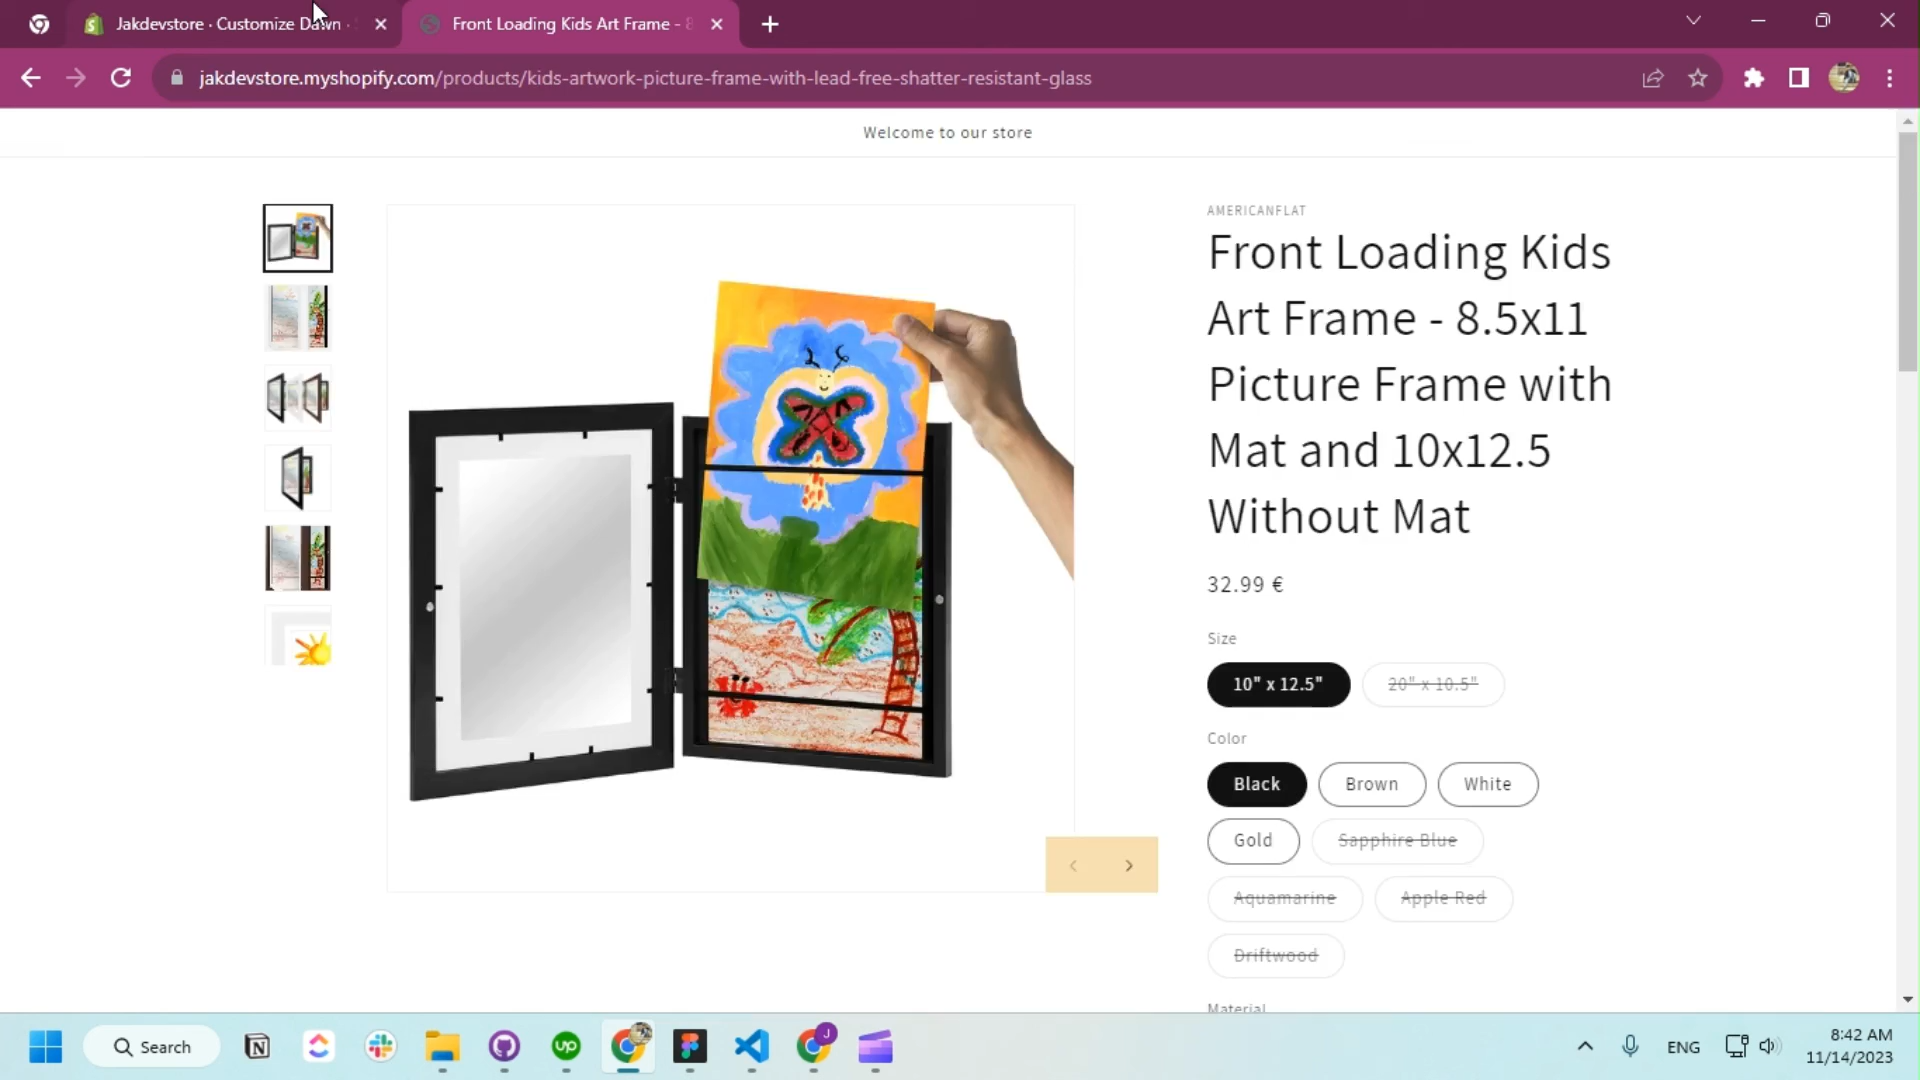 Jakdevstore · Customize Dawn ·
Front Loading Kids Art Frame - 8
jakdevstore.myshopify.com/products/kids-artwork-picture-frame-with-lead-free-shatter-resistant-glass
Welcome to our store
AMERICANFLAT
Front Loading Kids
Art Frame - 8.5x11
Picture Frame with
Mat and 10x12.5
Without Mat
32.99 €
Size
10" x 12.5"
20" x 10.5"
Color
Black
Brown
White
Gold
Sapphire Blue
Aquamarine
Apple Red
Driftwood
Material
Search
up
J
ENG
8:42 AM
11/14/2023